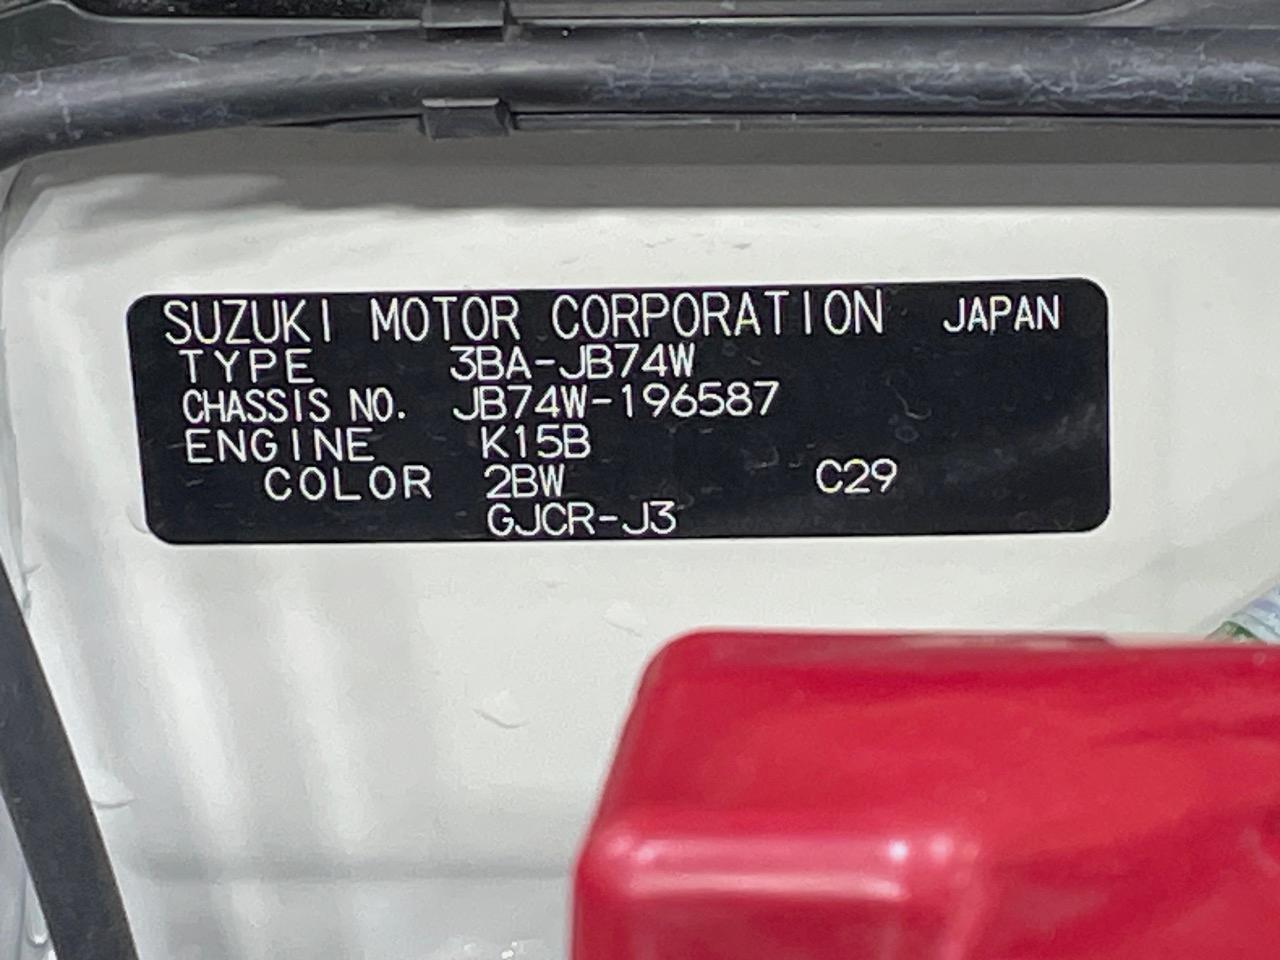 SUZUKI MOTOR CORPORATION JAPAN
TYPE 3BA-JB74W
CHASSIS NO. JB74W-196587
ENGINE K15B
COLOR 2BW C29
GJCR-J3